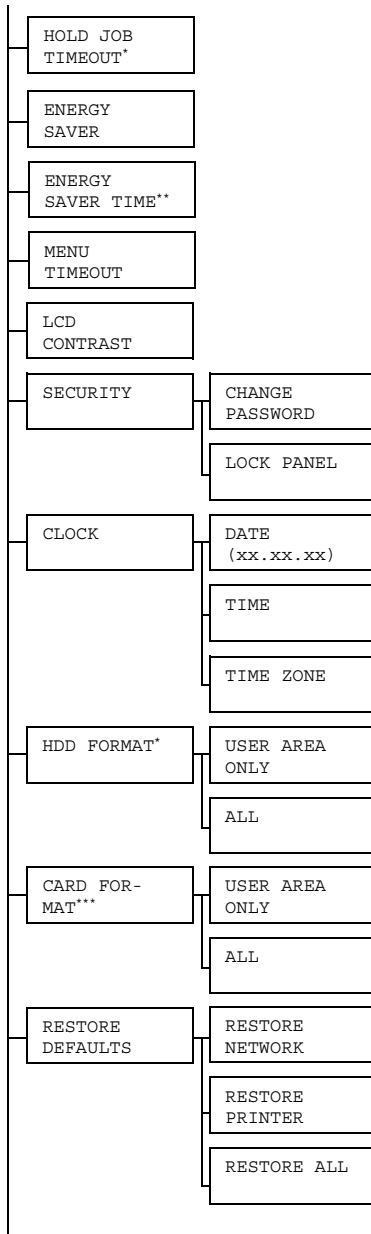 HOLD JOB
TIMEOUT*
ENERGY
SAVER
ENERGY
SAVER TIME**
MENU
TIMEOUT
LCD
CONTRAST
SECURITY
CHANGE
PASSWORD
LOCK PANEL
CLOCK
DATE
(xx.xx.xx)
TIME
TIME ZONE
HDD FORMAT*
USER AREA
ONLY
ALL
CARD FOR-
MAT***
USER AREA
ONLY
ALL
RESTORE
DEFAULTS
RESTORE
NETWORK
RESTORE
PRINTER
RESTORE ALL